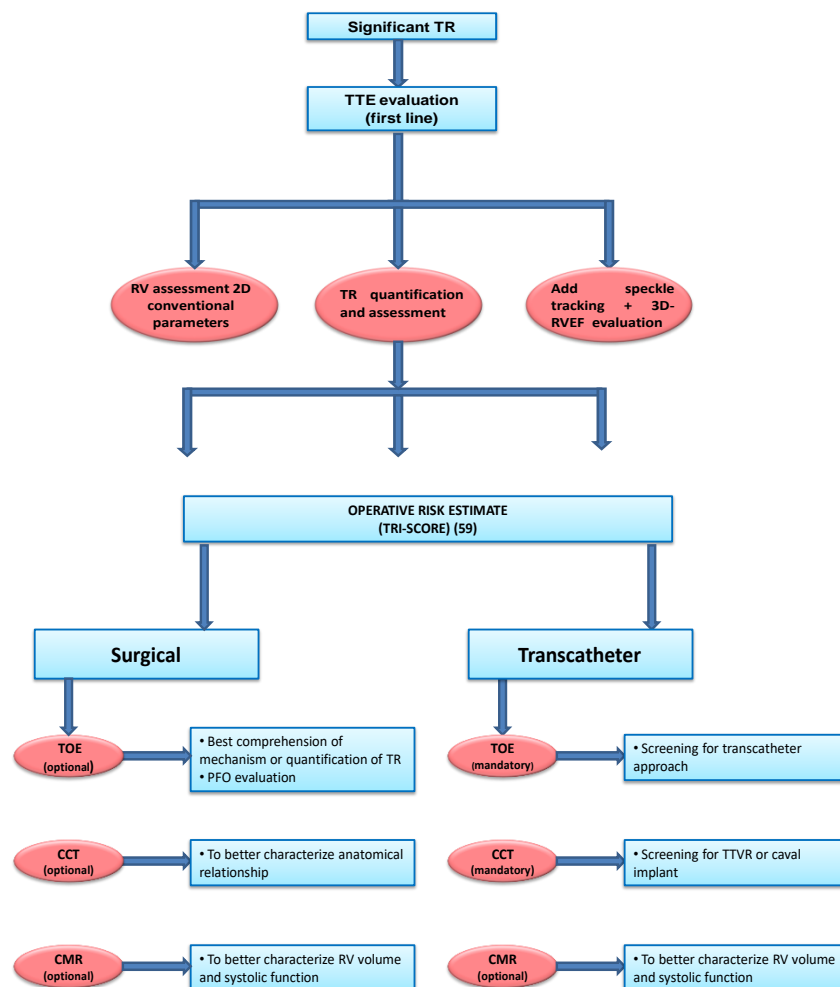 Significant TR
TTE evaluation
(first line)
RV assessment 2D
conventional
parameters
TR quantification
and assessment
Add speckle
tracking + 3D-
RVEF evaluation
OPERATIVE RISK ESTIMATE
(TRI-SCORE) (59)
Surgical
Transcatheter
TOE
(optional)
• Best comprehension of
mechanism or quantification of TR
• PFO evaluation
TOE
(mandatory)
• Screening for transcatheter
approach
CCT
(optional)
• To better characterize anatomical
relationship
CCT
(mandatory)
• Screening for TTVR or caval
implant
CMR
(optional)
• To better characterize RV volume
and systolic function
CMR
(optional)
• To better characterize RV volume
and systolic function